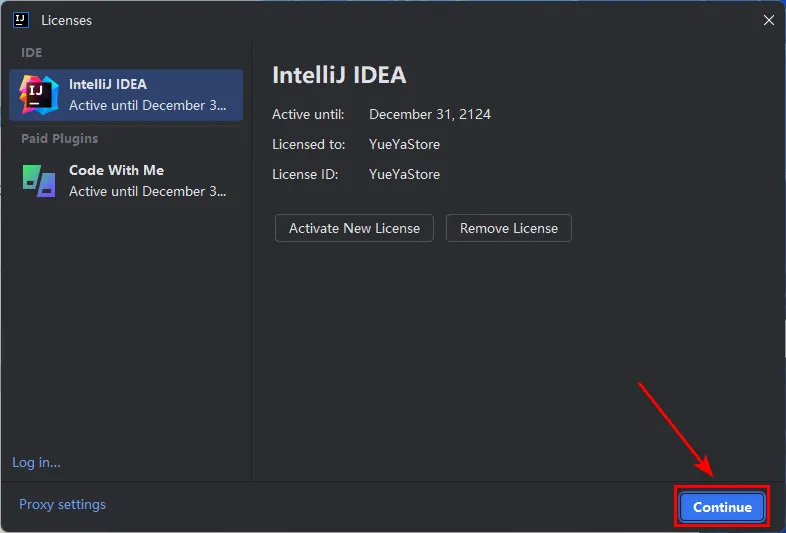 IJ Licenses
IDE
IJ
IntelliJ IDEA
Active until December 3...
Paid Plugins
Code With Me
Active until December 3...
Log in...
IntelliJ IDEA
Active until: December 31, 2124
Licensed to: YueYaStore
License ID: YueYaStore
Activate New License Remove License
Proxy settings
Continue